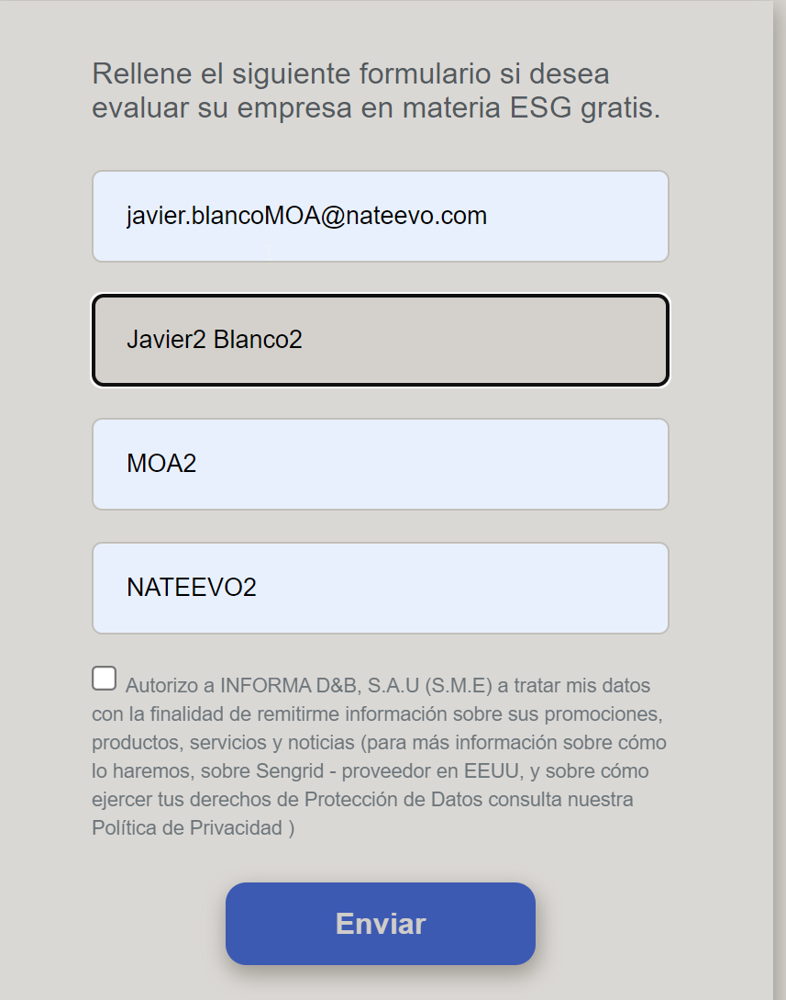 Rellene el siguiente formulario si desea
evaluar su empresa en materia ESG gratis.
javier.blancoMOA@nateevo.com
Javier2 Blanco2
MOA2
NATEEVO2
Autorizo a INFORMA D&B, S.A.U (S.M.E) a tratar mis datos
con la finalidad de remitirme información sobre sus promociones,
productos, servicios y noticias (para más información sobre cómo
lo haremos, sobre Sengrid - proveedor en EEUU, y sobre cómo
ejercer tus derechos de Protección de Datos consulta nuestra
Política de Privacidad )
Enviar